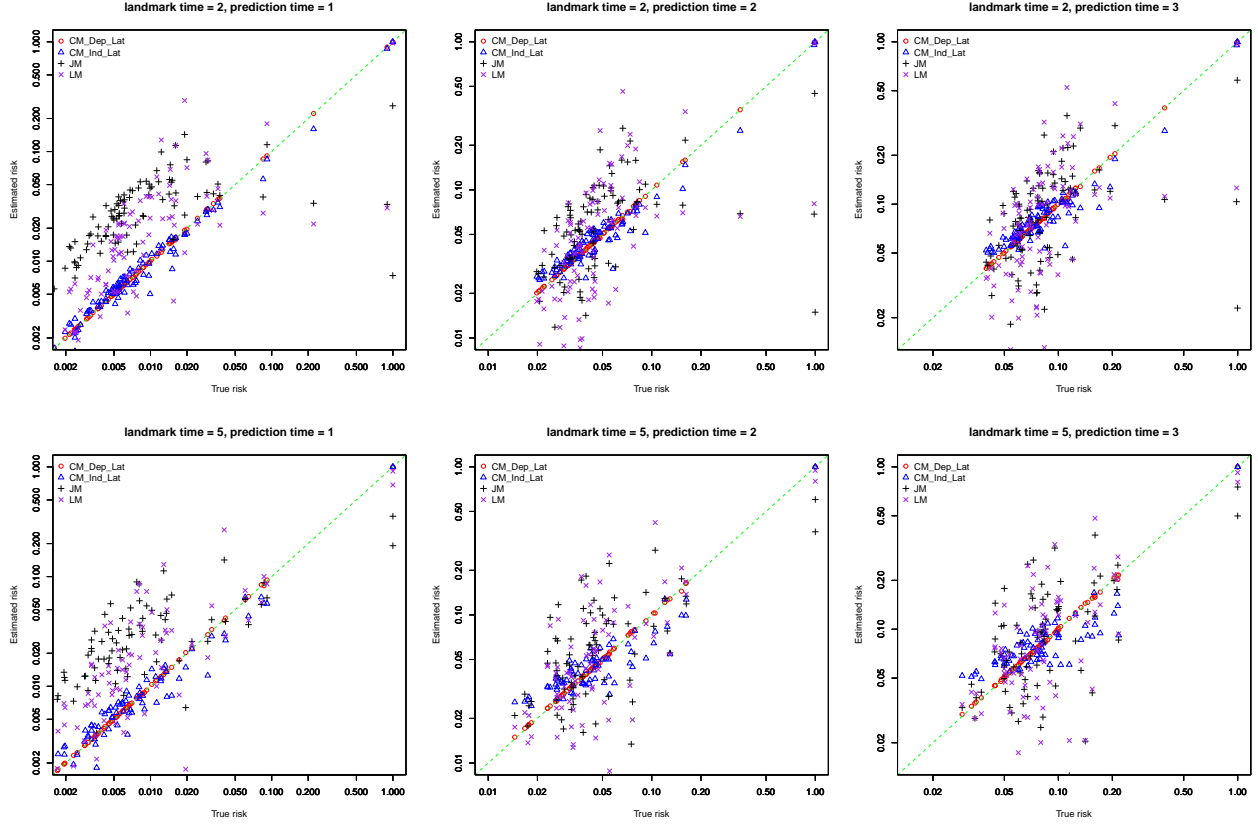 landmark time = 2, prediction time = 1
CM_Dep_Lat
CM_Ind_Lat
JM
LM
Estimated risk
1.000
0.500
0.200
0.100
0.050
0.020
0.010
0.005
0.002
0.002
0.005
0.010
0.020
0.050
0.100
0.200
0.500
1.000
True risk
landmark time = 2, prediction time = 2
CM_Dep_Lat
CM_Ind_Lat
JM
LM
Estimated risk
1.00
0.50
0.20
0.10
0.05
0.02
0.01
0.01
0.02
0.05
0.10
0.20
0.50
1.00
True risk
landmark time = 2, prediction time = 3
CM_Dep_Lat
CM_Ind_Lat
JM
LM
Estimated risk
1.00
0.50
0.20
0.10
0.05
0.02
0.02
0.05
0.10
0.20
0.50
1.00
True risk
landmark time = 5, prediction time = 1
CM_Dep_Lat
CM_Ind_Lat
JM
LM
Estimated risk
1.000
0.500
0.200
0.100
0.050
0.020
0.010
0.005
0.002
0.002
0.005
0.010
0.020
0.050
0.100
0.200
0.500
1.000
True risk
landmark time = 5, prediction time = 2
CM_Dep_Lat
CM_Ind_Lat
JM
LM
Estimated risk
1.00
0.50
0.20
0.10
0.05
0.02
0.01
0.01
0.02
0.05
0.10
0.20
0.50
1.00
True risk
landmark time = 5, prediction time = 3
CM_Dep_Lat
CM_Ind_Lat
JM
LM
Estimated risk
1.00
0.50
0.20
0.10
0.05
0.02
0.02
0.05
0.10
0.20
0.50
1.00
True risk